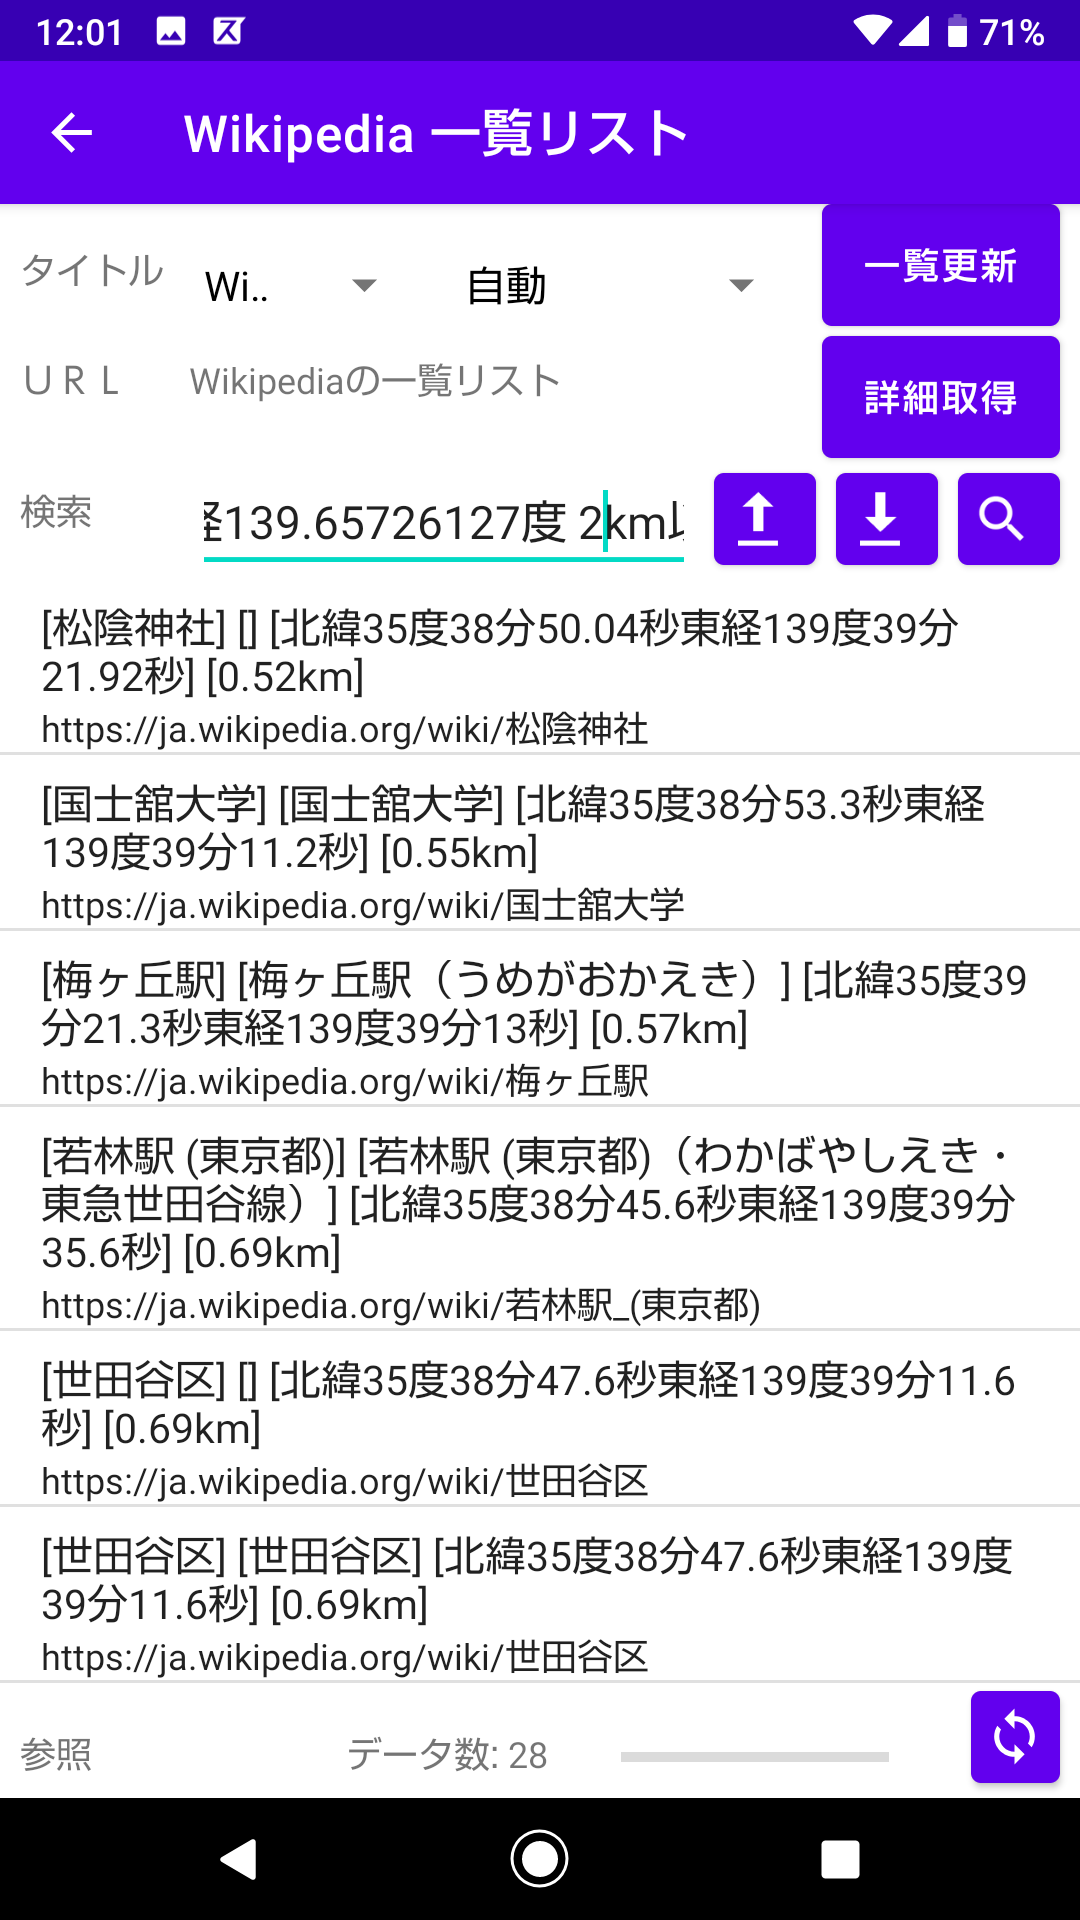 12:01 71%
Wikipedia 一覧リスト
タイトル Wi.. 自動 一覧更新
ＵＲＬ Wikipediaの一覧リスト 詳細取得
検索 経139.65726127度 2km以
[松陰神社] [] [北緯35度38分50.04秒東経139度39分
21.92秒] [0.52km]
https://ja.wikipedia.org/wiki/松陰神社
[国士舘大学] [国士舘大学] [北緯35度38分53.3秒東経
139度39分11.2秒] [0.55km]
https://ja.wikipedia.org/wiki/国士舘大学
[梅ヶ丘駅] [梅ヶ丘駅（うめがおかえき）] [北緯35度39
分21.3秒東経139度39分13秒] [0.57km]
https://ja.wikipedia.org/wiki/梅ヶ丘駅
[若林駅 (東京都)] [若林駅 (東京都)（わかばやしえき・
東急世田谷線）] [北緯35度38分45.6秒東経139度39分
35.6秒] [0.69km]
https://ja.wikipedia.org/wiki/若林駅_(東京都)
[世田谷区] [] [北緯35度38分47.6秒東経139度39分11.6
秒] [0.69km]
https://ja.wikipedia.org/wiki/世田谷区
[世田谷区] [世田谷区] [北緯35度38分47.6秒東経139度
39分11.6秒] [0.69km]
https://ja.wikipedia.org/wiki/世田谷区
参照 データ数: 28